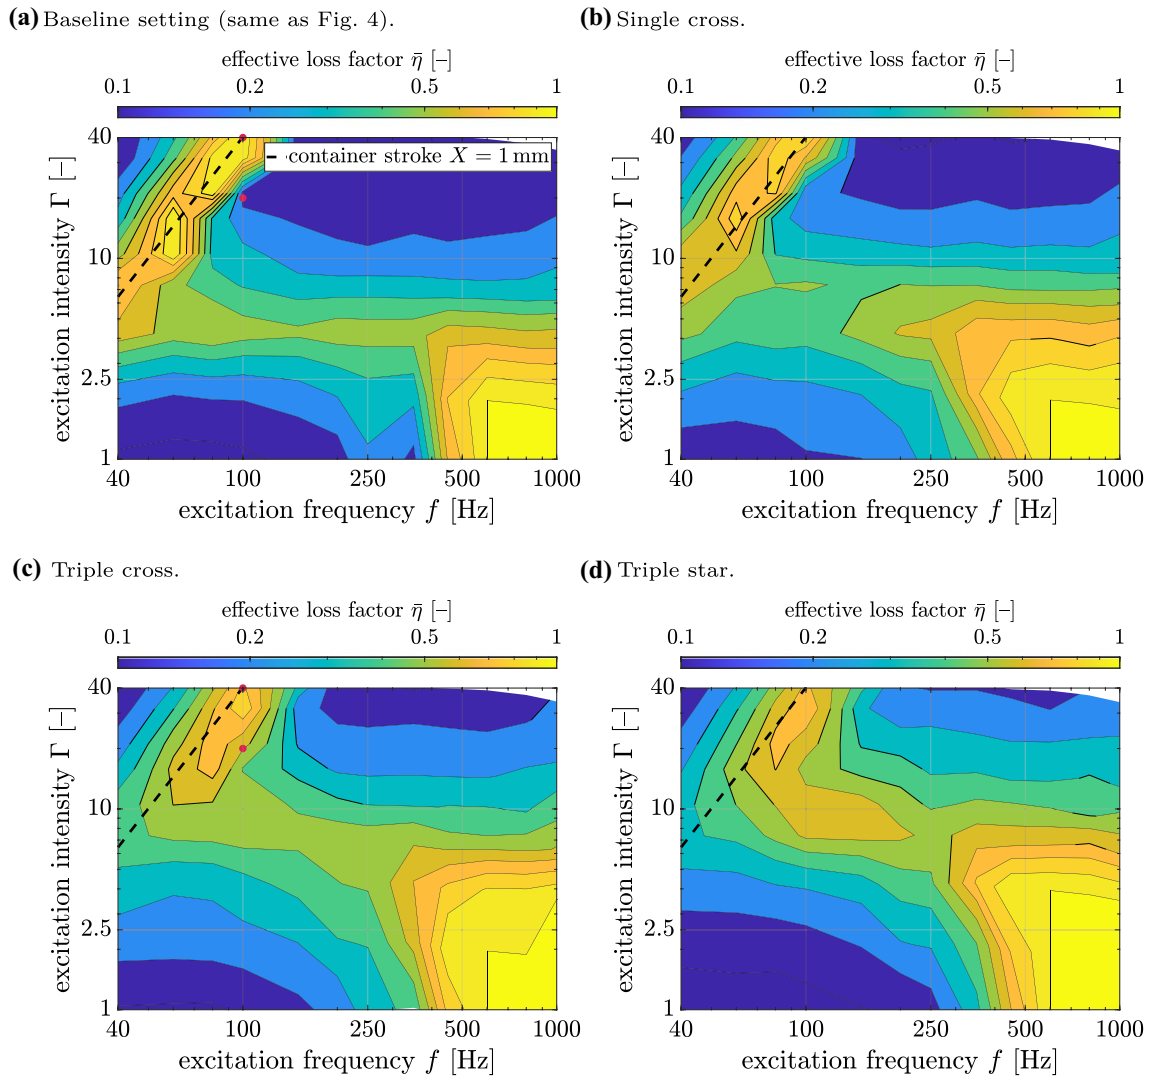 (a) Baseline setting (same as Fig. 4).
effective loss factor η̄ [–]
0.1 0.2 0.5 1
40
10
2.5
1
excitation intensity Γ [–]
container stroke X = 1 mm
40 100 250 500 1000
excitation frequency f [Hz]
(b) Single cross.
effective loss factor η̄ [–]
0.1 0.2 0.5 1
40
10
2.5
1
excitation intensity Γ [–]
40 100 250 500 1000
excitation frequency f [Hz]
(c) Triple cross.
effective loss factor η̄ [–]
0.1 0.2 0.5 1
40
10
2.5
1
excitation intensity Γ [–]
40 100 250 500 1000
excitation frequency f [Hz]
(d) Triple star.
effective loss factor η̄ [–]
0.1 0.2 0.5 1
40
10
2.5
1
excitation intensity Γ [–]
40 100 250 500 1000
excitation frequency f [Hz]